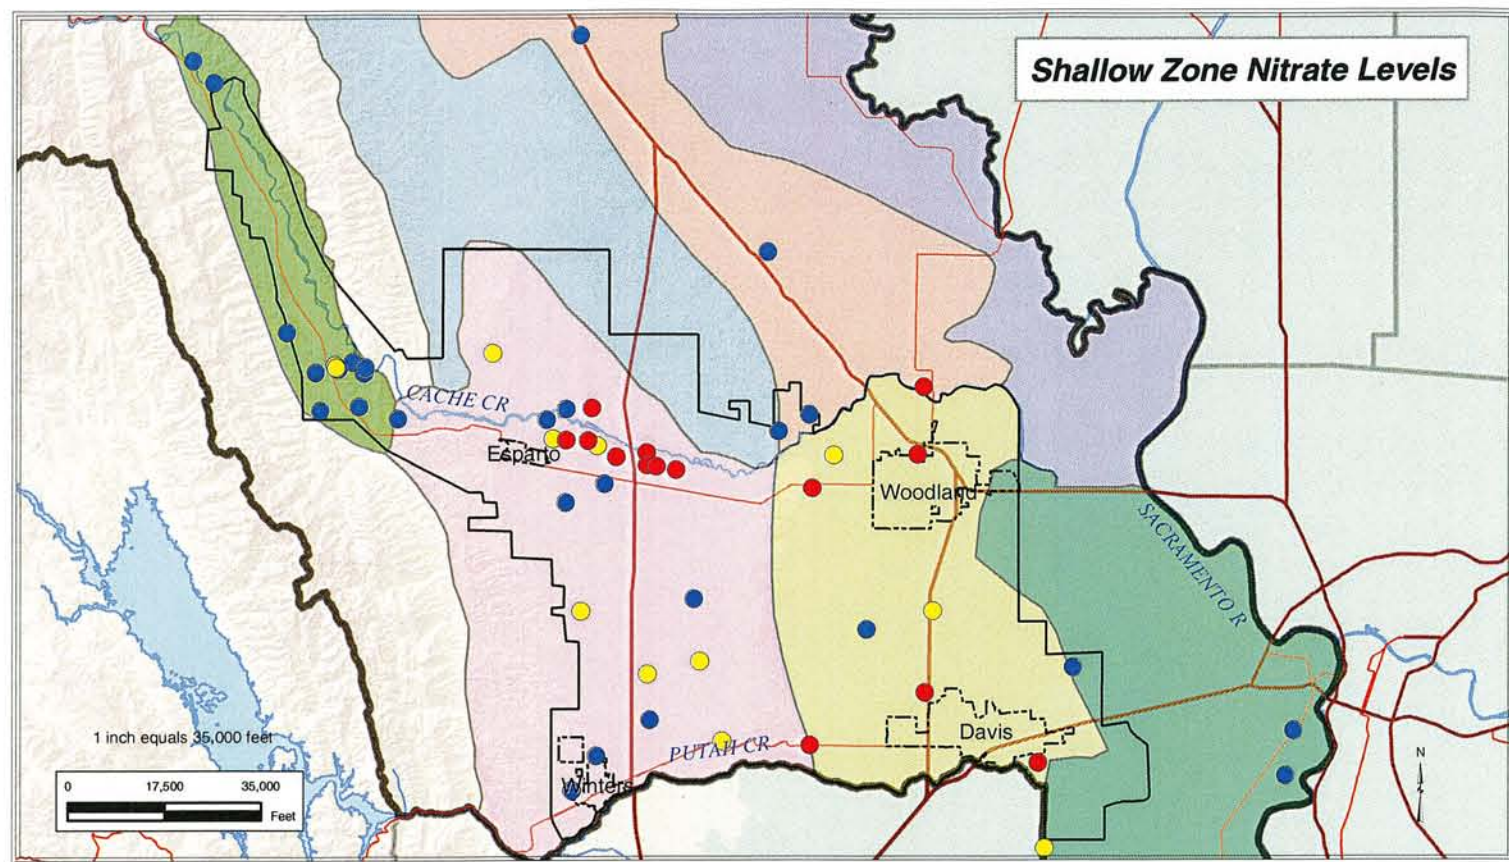 Shallow Zone Nitrate Levels
CACHE CR
Esparto
Woodland
SACRAMENTO R
Davis
PUTAH CR
Winters
1 inch equals 35,000 feet
0 17,500 35,000
Feet
N